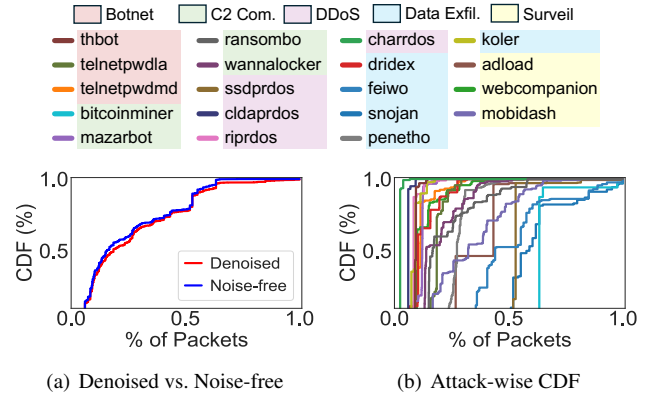 Botnet C2 Com. DDoS Data Exfil. Surveil
thbot ransombo charrdos koler
telnetpwdla wannalocker dridex adload
telnetpwdmd ssdprdos feiwo webcompanion
bitcoinminer cldaprdos snojan mobidash
mazarbot riprdos penetho
1.0
0.5
CDF (%)
Denoised
Noise-free
0.0 0.5 1.0
% of Packets
(a) Denoised vs. Noise-free
1.0
0.5
CDF (%)
0.0 0.5 1.0
% of Packets
(b) Attack-wise CDF